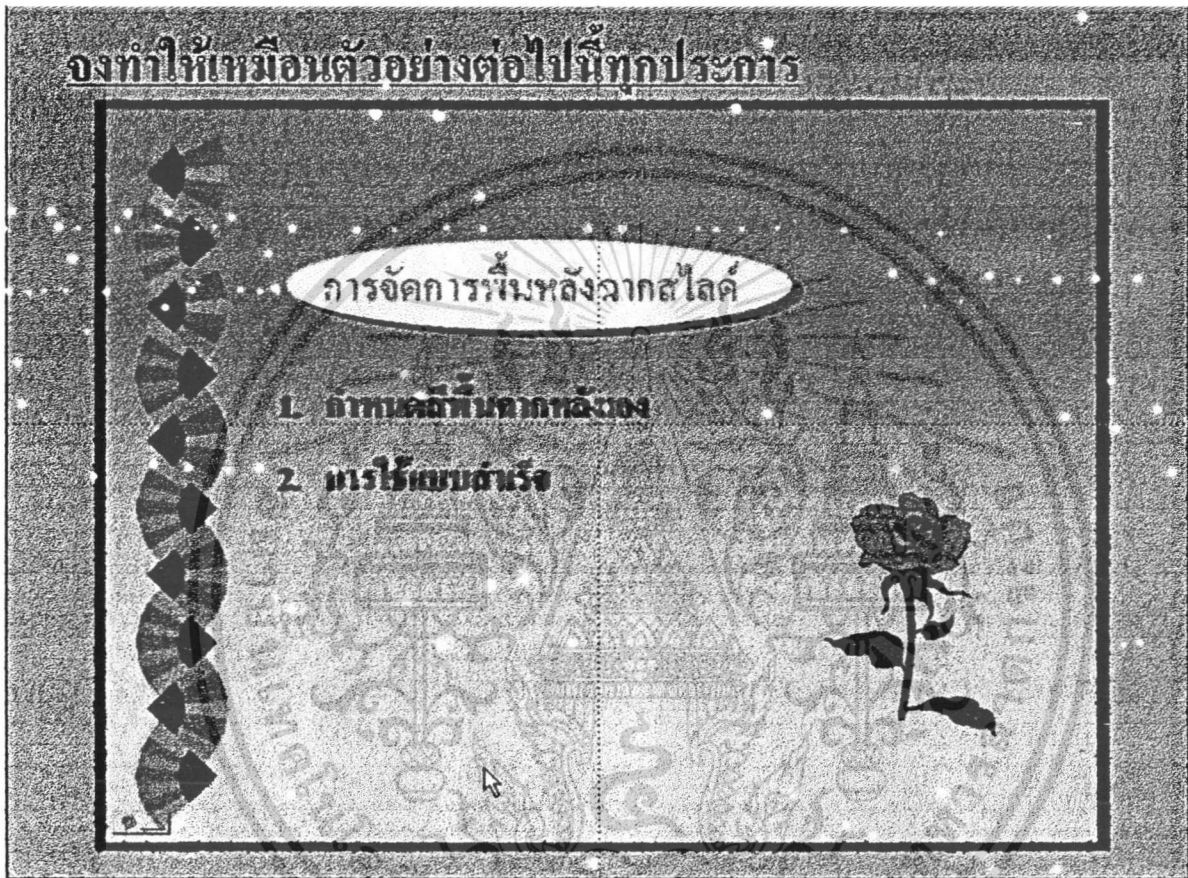 จงทำให้เหมือนตัวอย่างต่อไปนี้ทุกประการ
การจัดการพื้นหลังฉากสไลด์
1. กำหนดสีพื้นฉากหลังเอง
2. การใช้แบบสำเร็จ